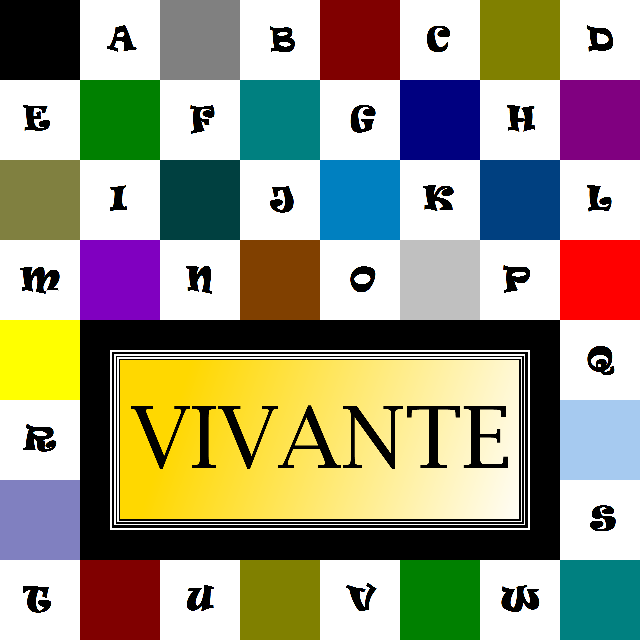 A B C D
E F G H
I J K L
M N O P
Q
VIVANTE
R
S
T U V W